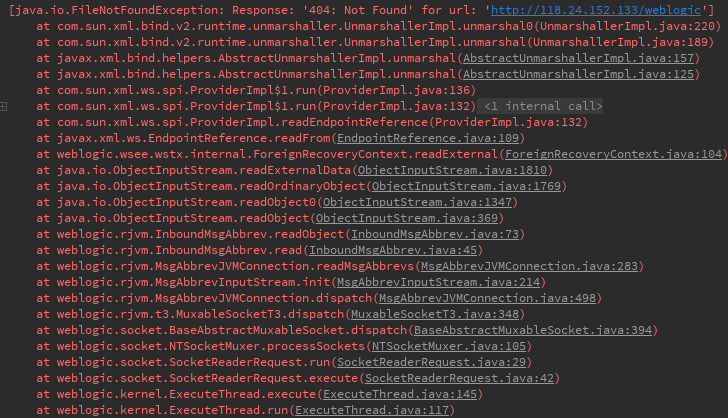 [java.io.FileNotFoundException: Response: '404: Not Found' for url: 'http://118.24.152.133/weblogic']
at com.sun.xml.bind.v2.runtime.unmarshaller.UnmarshallerImpl.unmarshal0(UnmarshallerImpl.java:220)
at com.sun.xml.bind.v2.runtime.unmarshaller.UnmarshallerImpl.unmarshal(UnmarshallerImpl.java:189)
at javax.xml.bind.helpers.AbstractUnmarshallerImpl.unmarshal(AbstractUnmarshallerImpl.java:157)
at javax.xml.bind.helpers.AbstractUnmarshallerImpl.unmarshal(AbstractUnmarshallerImpl.java:125)
at com.sun.xml.ws.spi.ProviderImpl$1.run(ProviderImpl.java:136)
at com.sun.xml.ws.spi.ProviderImpl$1.run(ProviderImpl.java:132) <1 internal call>
at com.sun.xml.ws.spi.ProviderImpl.readEndpointReference(ProviderImpl.java:132)
at javax.xml.ws.EndpointReference.readFrom(EndpointReference.java:109)
at weblogic.wsee.wstx.internal.ForeignRecoveryContext.readExternal(ForeignRecoveryContext.java:104)
at java.io.ObjectInputStream.readExternalData(ObjectInputStream.java:1810)
at java.io.ObjectInputStream.readOrdinaryObject(ObjectInputStream.java:1769)
at java.io.ObjectInputStream.readObject0(ObjectInputStream.java:1347)
at java.io.ObjectInputStream.readObject(ObjectInputStream.java:369)
at weblogic.rjvm.InboundMsgAbbrev.readObject(InboundMsgAbbrev.java:73)
at weblogic.rjvm.InboundMsgAbbrev.read(InboundMsgAbbrev.java:45)
at weblogic.rjvm.MsgAbbrevJVMConnection.readMsgAbbrevs(MsgAbbrevJVMConnection.java:283)
at weblogic.rjvm.MsgAbbrevInputStream.init(MsgAbbrevInputStream.java:214)
at weblogic.rjvm.MsgAbbrevJVMConnection.dispatch(MsgAbbrevJVMConnection.java:498)
at weblogic.rjvm.t3.MuxableSocketT3.dispatch(MuxableSocketT3.java:348)
at weblogic.socket.BaseAbstractMuxableSocket.dispatch(BaseAbstractMuxableSocket.java:394)
at weblogic.socket.NTSocketMuxer.processSockets(NTSocketMuxer.java:105)
at weblogic.socket.SocketReaderRequest.run(SocketReaderRequest.java:29)
at weblogic.socket.SocketReaderRequest.execute(SocketReaderRequest.java:42)
at weblogic.kernel.ExecuteThread.execute(ExecuteThread.java:145)
at weblogic.kernel.ExecuteThread.run(ExecuteThread.java:117)